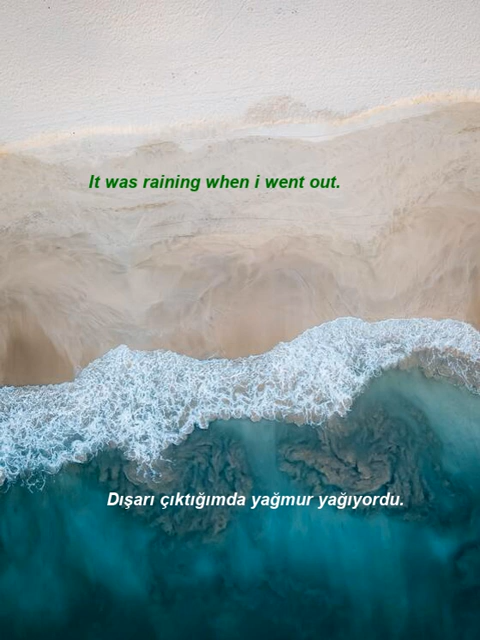 It was raining when i went out.
Dışarı çıktığımda yağmur yağıyordu.